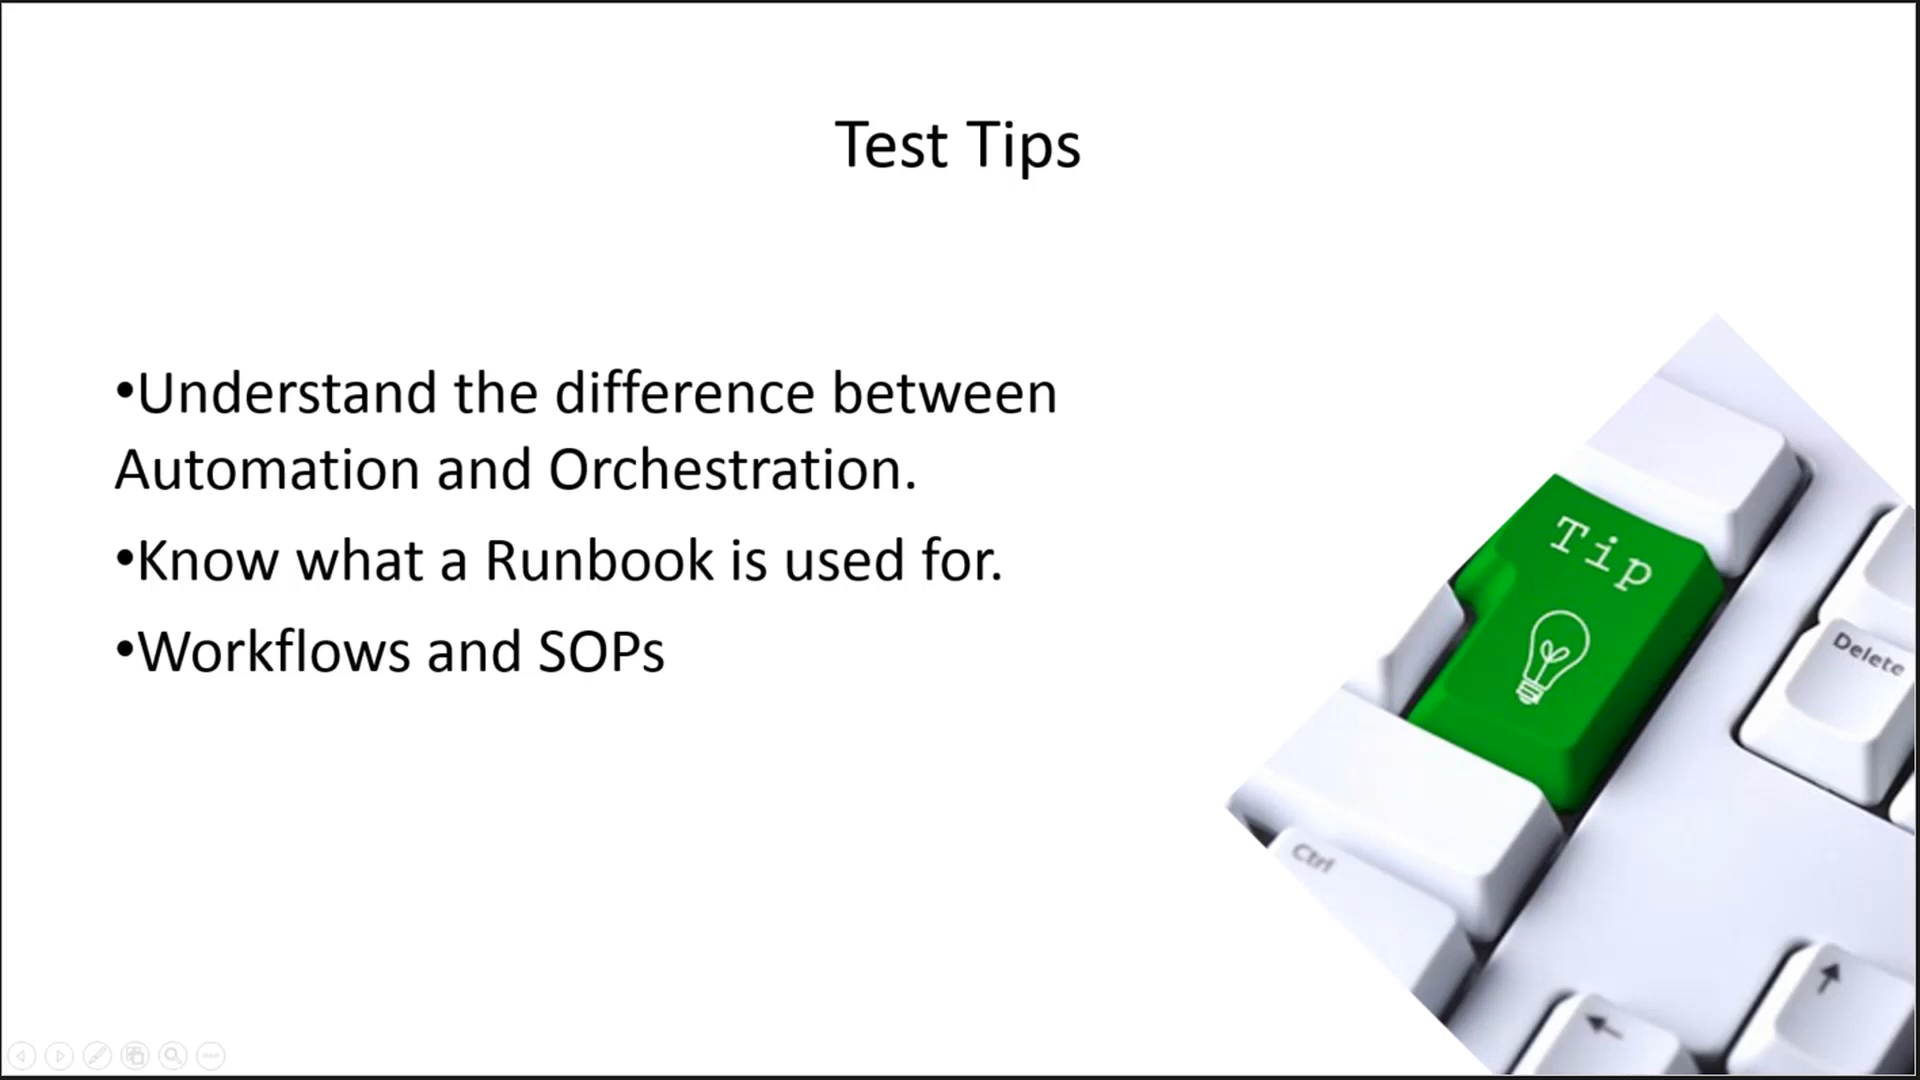 Test Tips
•Understand the difference between
Automation and Orchestration.
•Know what a Runbook is used for.
•Workflows and SOPs
Tip
Delete
Ctrl